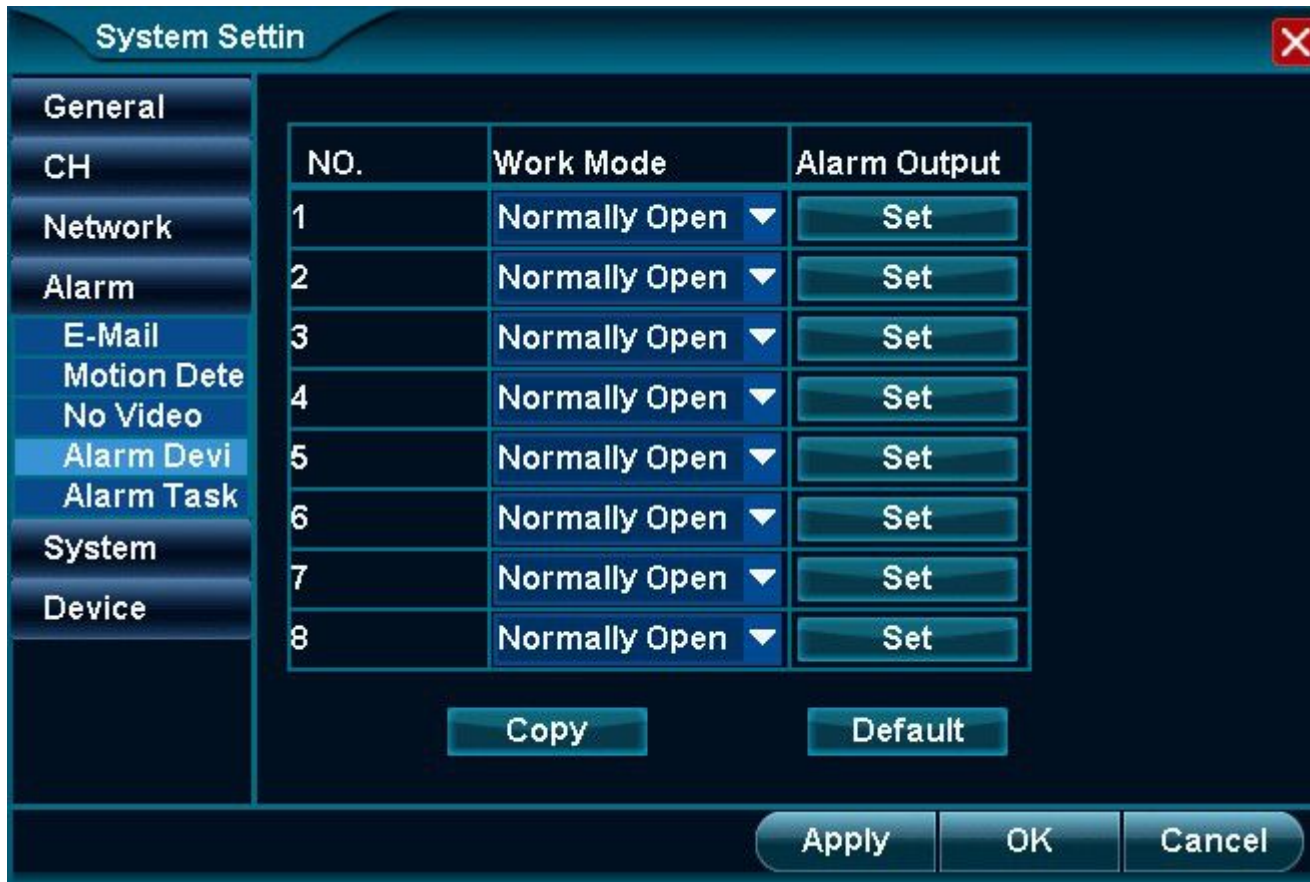 System Settin
General
CH
Network
Alarm
E-Mail
Motion Dete
No Video
Alarm Devi
Alarm Task
System
Device
NO. Work Mode Alarm Output
1 Normally Open Set
2 Normally Open Set
3 Normally Open Set
4 Normally Open Set
5 Normally Open Set
6 Normally Open Set
7 Normally Open Set
8 Normally Open Set
Copy Default
Apply OK Cancel